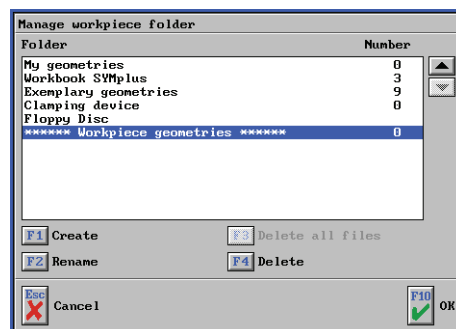 Manage workpiece folder
Folder Number
My geometries 0
Workbook SYMplus 3
Exemplary geometries 9
Clamping device 0
Floppy Disc
****** Workpiece geometries ****** 0
F1 Create F3 Delete all files
F2 Rename F4 Delete
Esc Cancel F10 OK